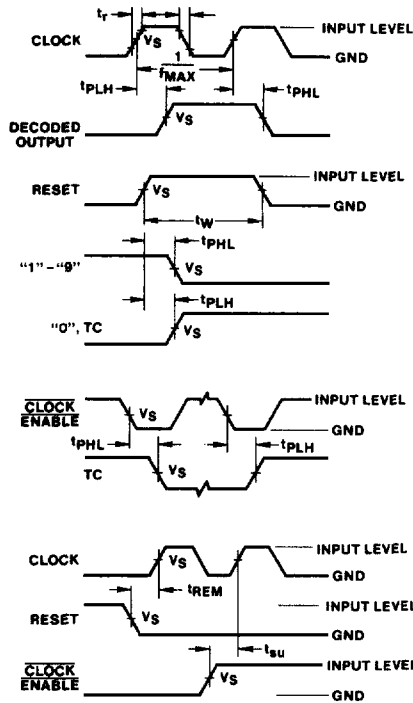 tr
INPUT LEVEL
CLOCK
VS
GND
1
fMAX
tPLH
tPHL
DECODED
OUTPUT
VS
RESET
INPUT LEVEL
GND
tW
tPHL
"1" – "9"
VS
tPLH
"0", TC
VS
CLOCK
ENABLE
VS
INPUT LEVEL
GND
tPHL
tPLH
TC
VS
CLOCK
VS
INPUT LEVEL
GND
tREM
INPUT LEVEL
RESET
VS
GND
tsu
CLOCK
ENABLE
VS
INPUT LEVEL
GND